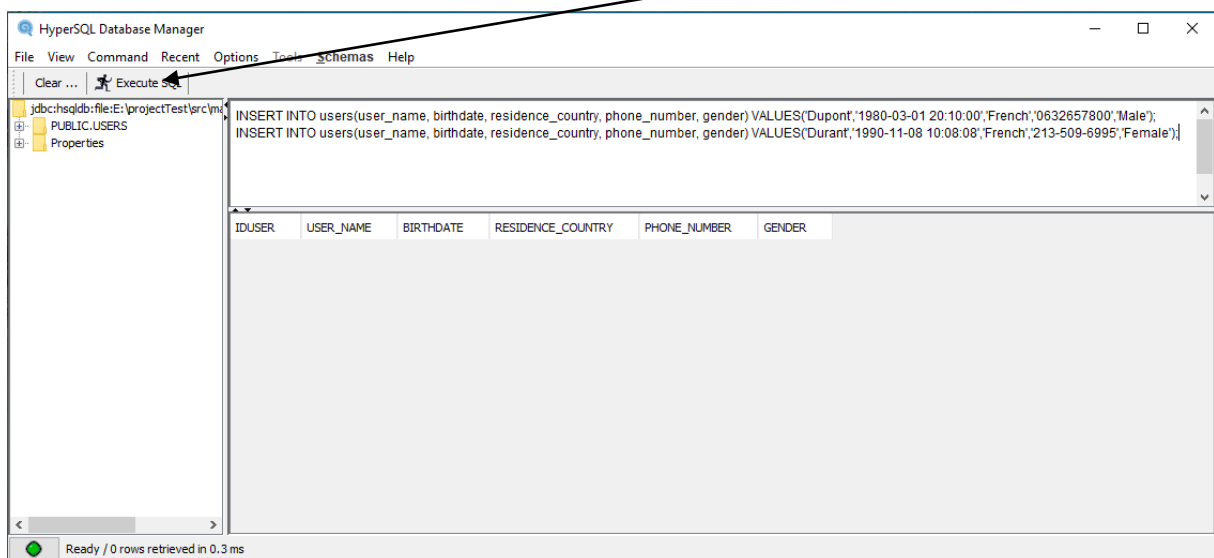 HyperSQL Database Manager
File View Command Recent Options Tools Schemas Help
Clear ... Execute SQL
jdbc:hsqldb:file:E:\projectTest\src\ma
PUBLIC.USERS
Properties
INSERT INTO users(user_name, birthdate, residence_country, phone_number, gender) VALUES('Dupont','1980-03-01 20:10:00','French','0632657800','Male');
INSERT INTO users(user_name, birthdate, residence_country, phone_number, gender) VALUES('Durant','1990-11-08 10:08:08','French','213-509-6995','Female');
IDUSER USER_NAME BIRTHDATE RESIDENCE_COUNTRY PHONE_NUMBER GENDER
Ready / 0 rows retrieved in 0.3 ms